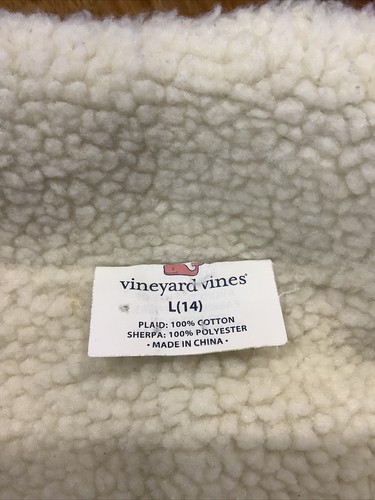 vineyard vines®
L(14)
PLAID: 100% COTTON
SHERPA: 100% POLYESTER
• MADE IN CHINA •